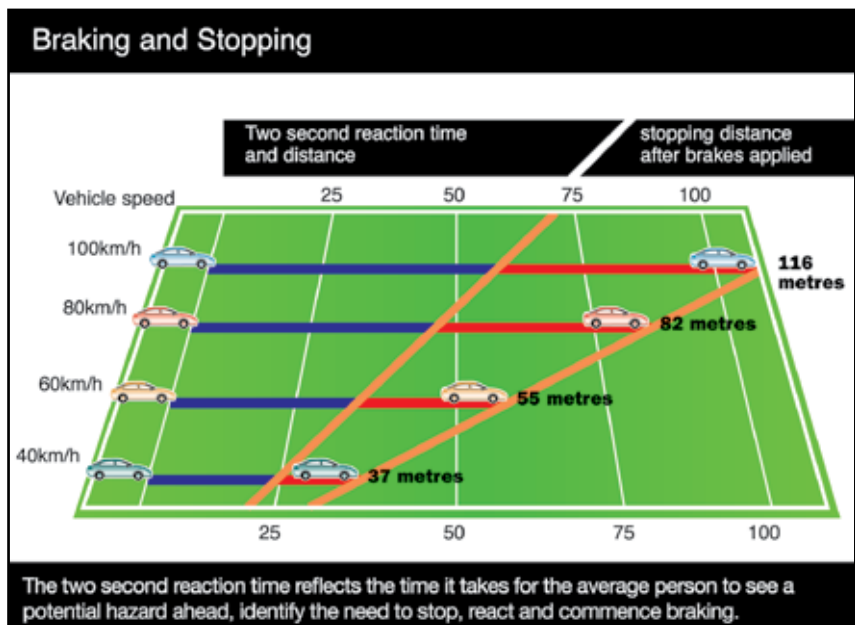 Braking and Stopping
Two second reaction time
and distance
stopping distance
after brakes applied
Vehicle speed
25 50 75 100
100km/h
116
metres
80km/h
82 metres
60km/h
55 metres
40km/h
37 metres
25 50 75 100
The two second reaction time reflects the time it takes for the average person to see a
potential hazard ahead, identify the need to stop, react and commence braking.